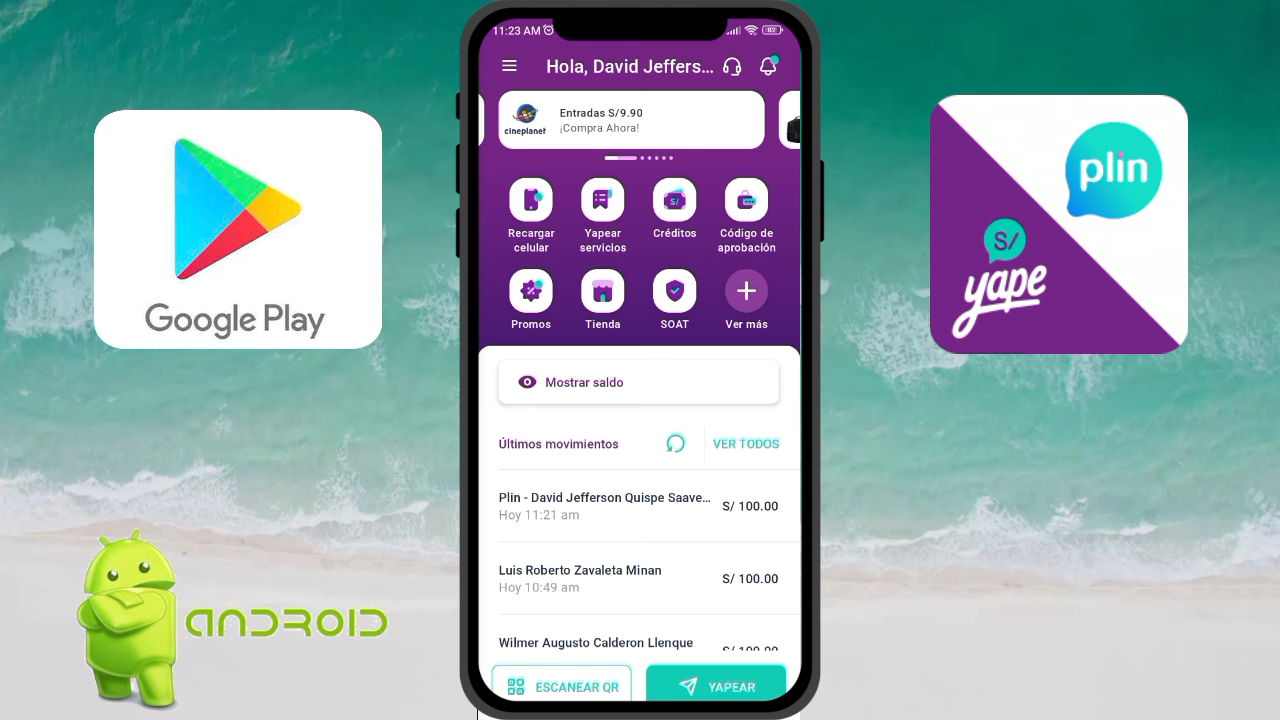 11:23 AM
82
Hola, David Jeffers...
cineplanet
Entradas S/9.90
¡Compra Ahora!
Recargar celular
Yapear servicios
S/
Créditos
Código de aprobación
Promos
Tienda
SOAT
Ver más
Mostrar saldo
Últimos movimientos
VER TODOS
Plin - David Jefferson Quispe Saave...
Hoy 11:21 am
S/ 100.00
Luis Roberto Zavaleta Minan
Hoy 10:49 am
S/ 100.00
Wilmer Augusto Calderon Llenque
S/ 100.00
ESCANEAR QR
YAPEAR
Google Play
ANDROID
plin
S/
yape